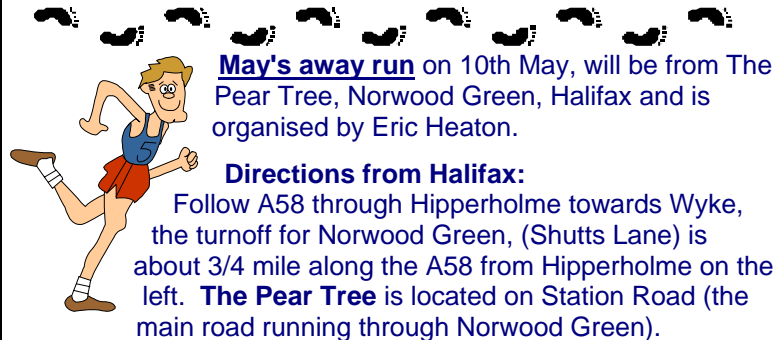 May's away run on 10th May, will be from The
Pear Tree, Norwood Green, Halifax and is
organised by Eric Heaton.
Directions from Halifax:
Follow A58 through Hipperholme towards Wyke,
the turnoff for Norwood Green, (Shutts Lane) is
about 3/4 mile along the A58 from Hipperholme on the
left. The Pear Tree is located on Station Road (the
main road running through Norwood Green).
5